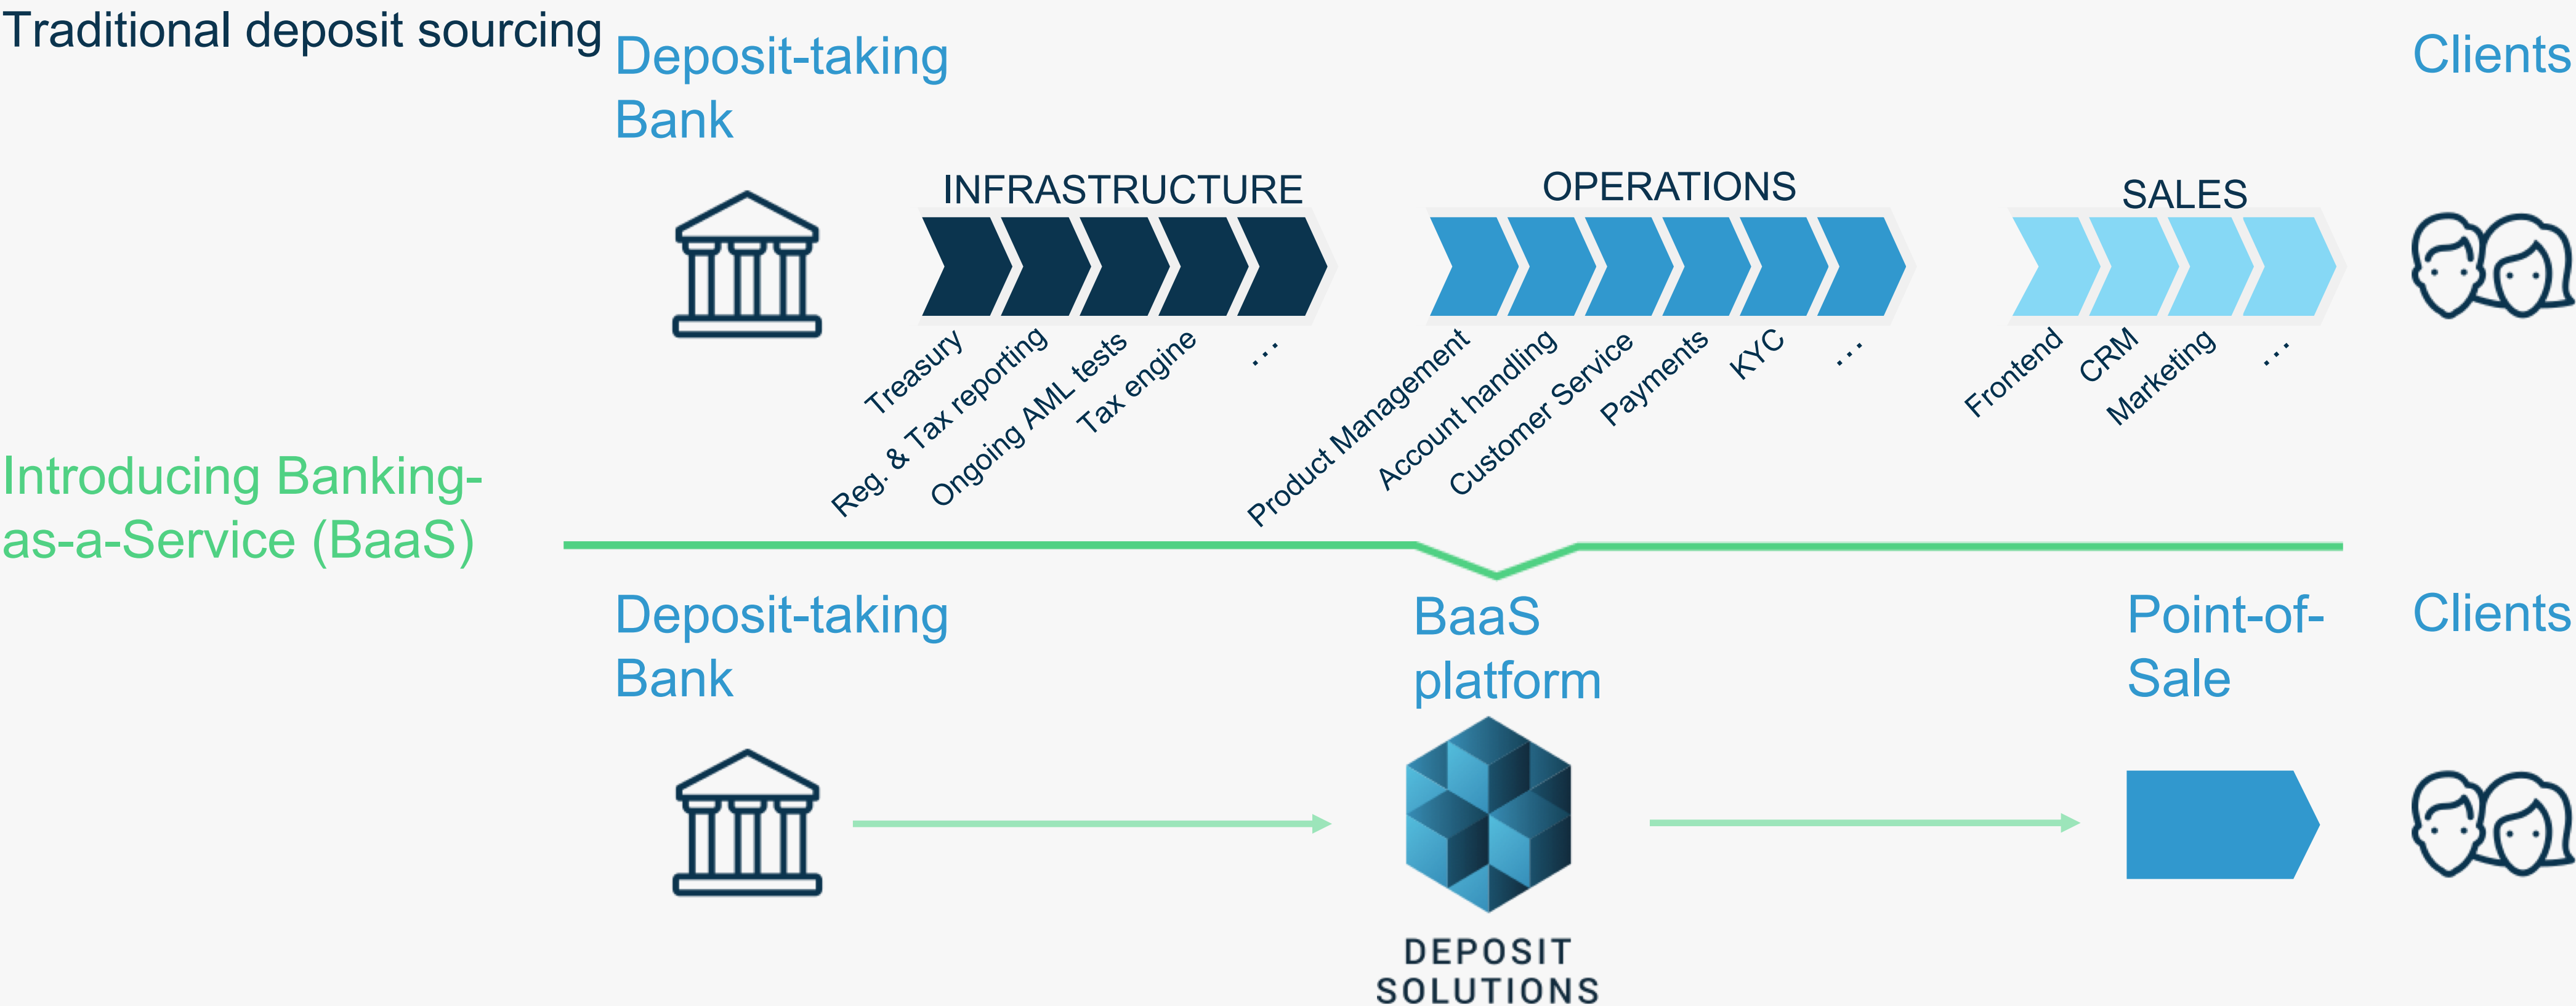 Traditional deposit sourcing
Deposit-taking
Bank
Clients
INFRASTRUCTURE
OPERATIONS
SALES
Treasury
Reg. & Tax reporting
Ongoing AML tests
Tax engine
...
Product Management
Account handling
Customer Service
Payments
KYC
...
Frontend
CRM
Marketing
...
Introducing Banking-
as-a-Service (BaaS)
Deposit-taking
Bank
BaaS
platform
Point-of-
Sale
Clients
DEPOSIT
SOLUTIONS